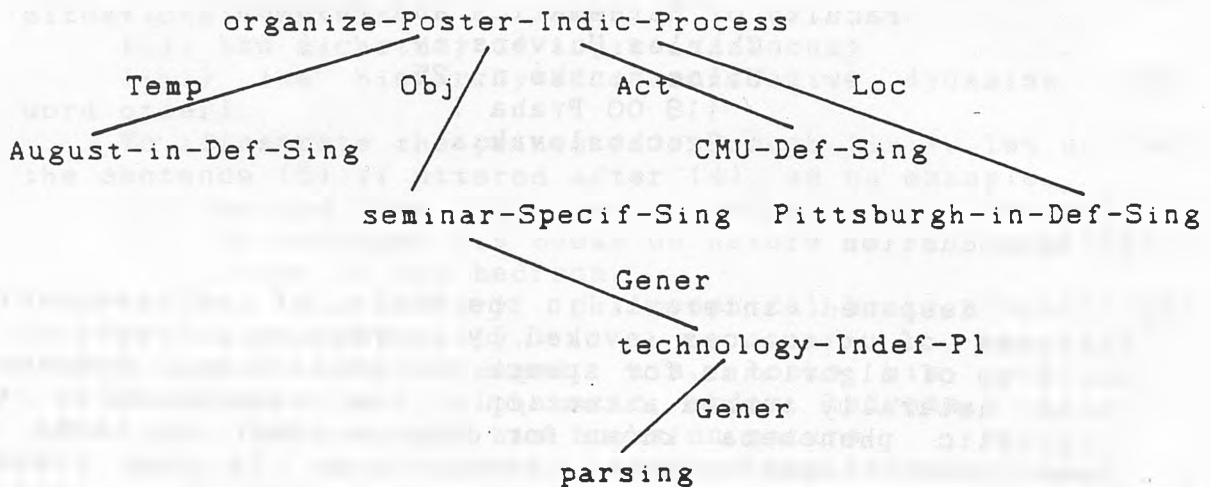 organize-Poster-Indic-Process
Temp Obj Act Loc
August-in-Def-Sing CMU-Def-Sing
seminar-Specif-Sing Pittsburgh-in-Def-Sing
Gener
technology-Indef-Pl
Gener
parsing